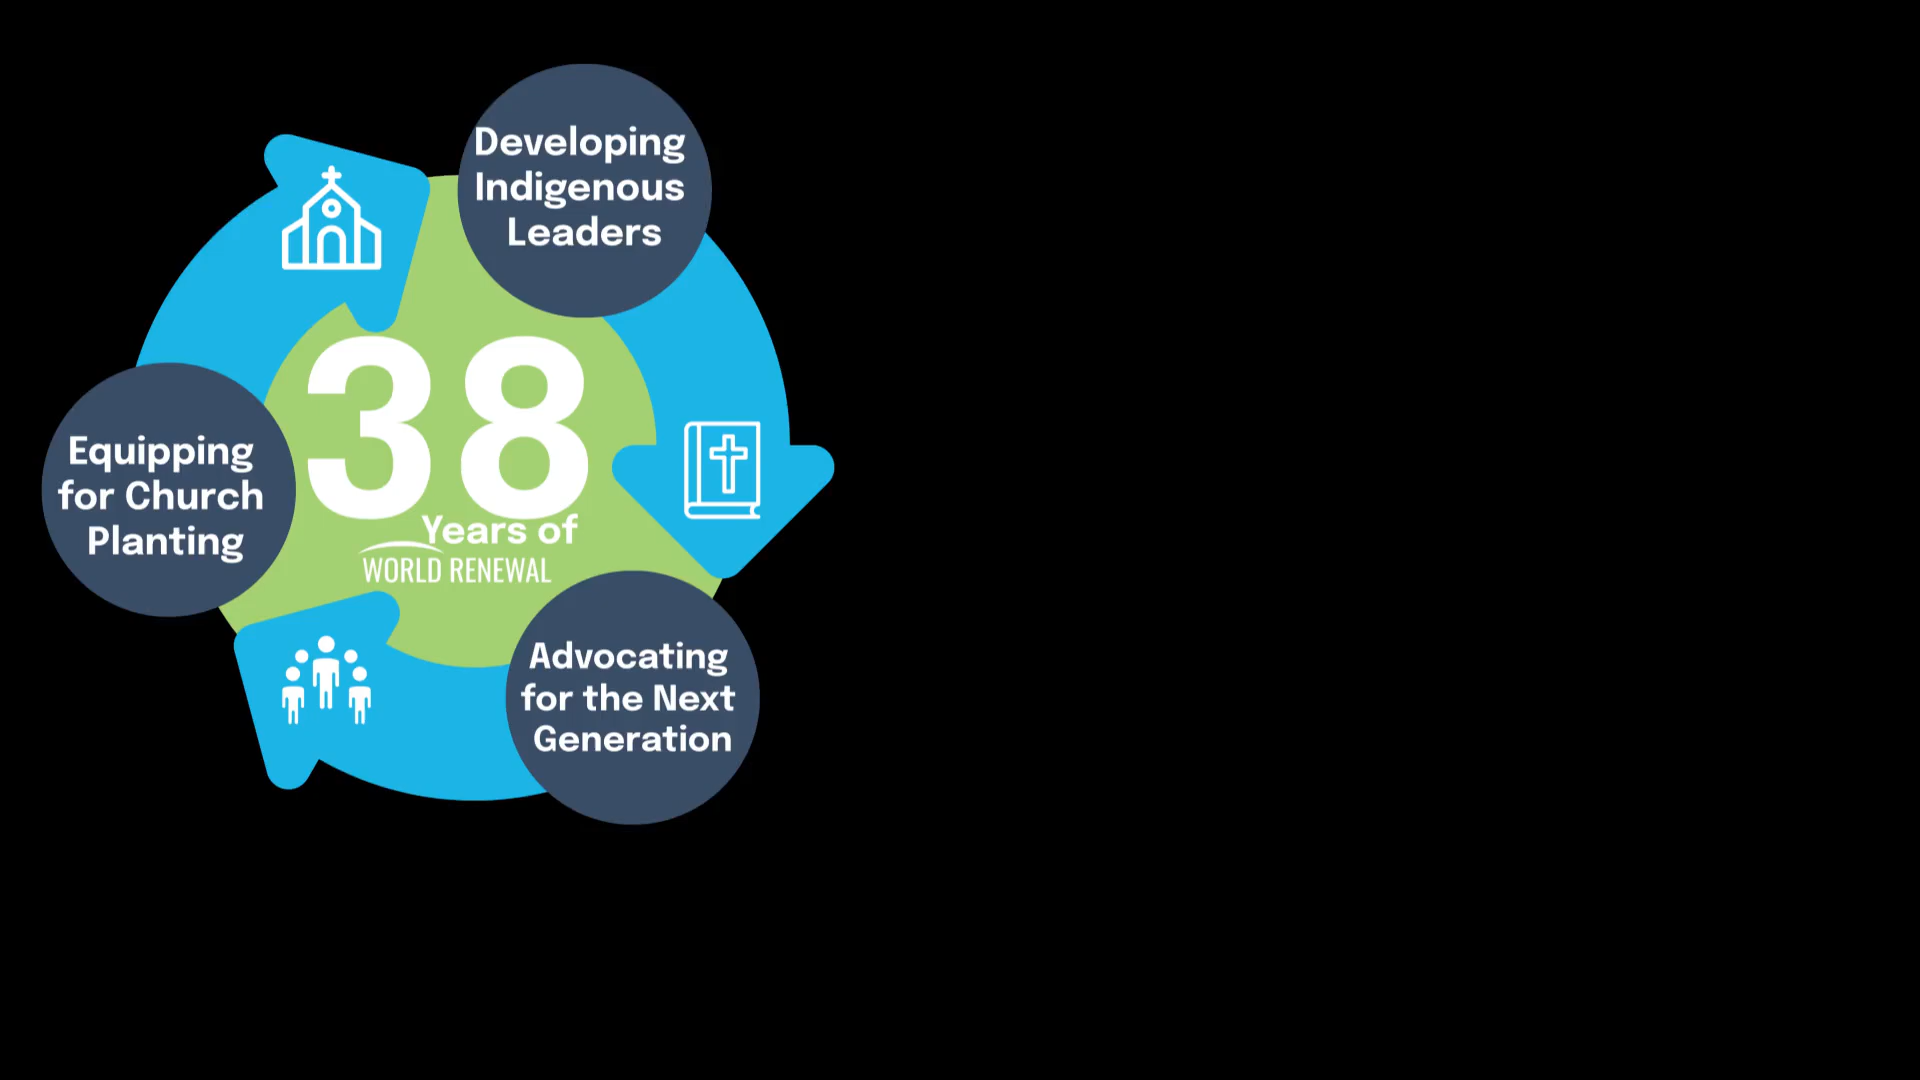 Developing
Indigenous
Leaders
38
Years of
WORLD RENEWAL
Equipping
for Church
Planting
Advocating
for the Next
Generation